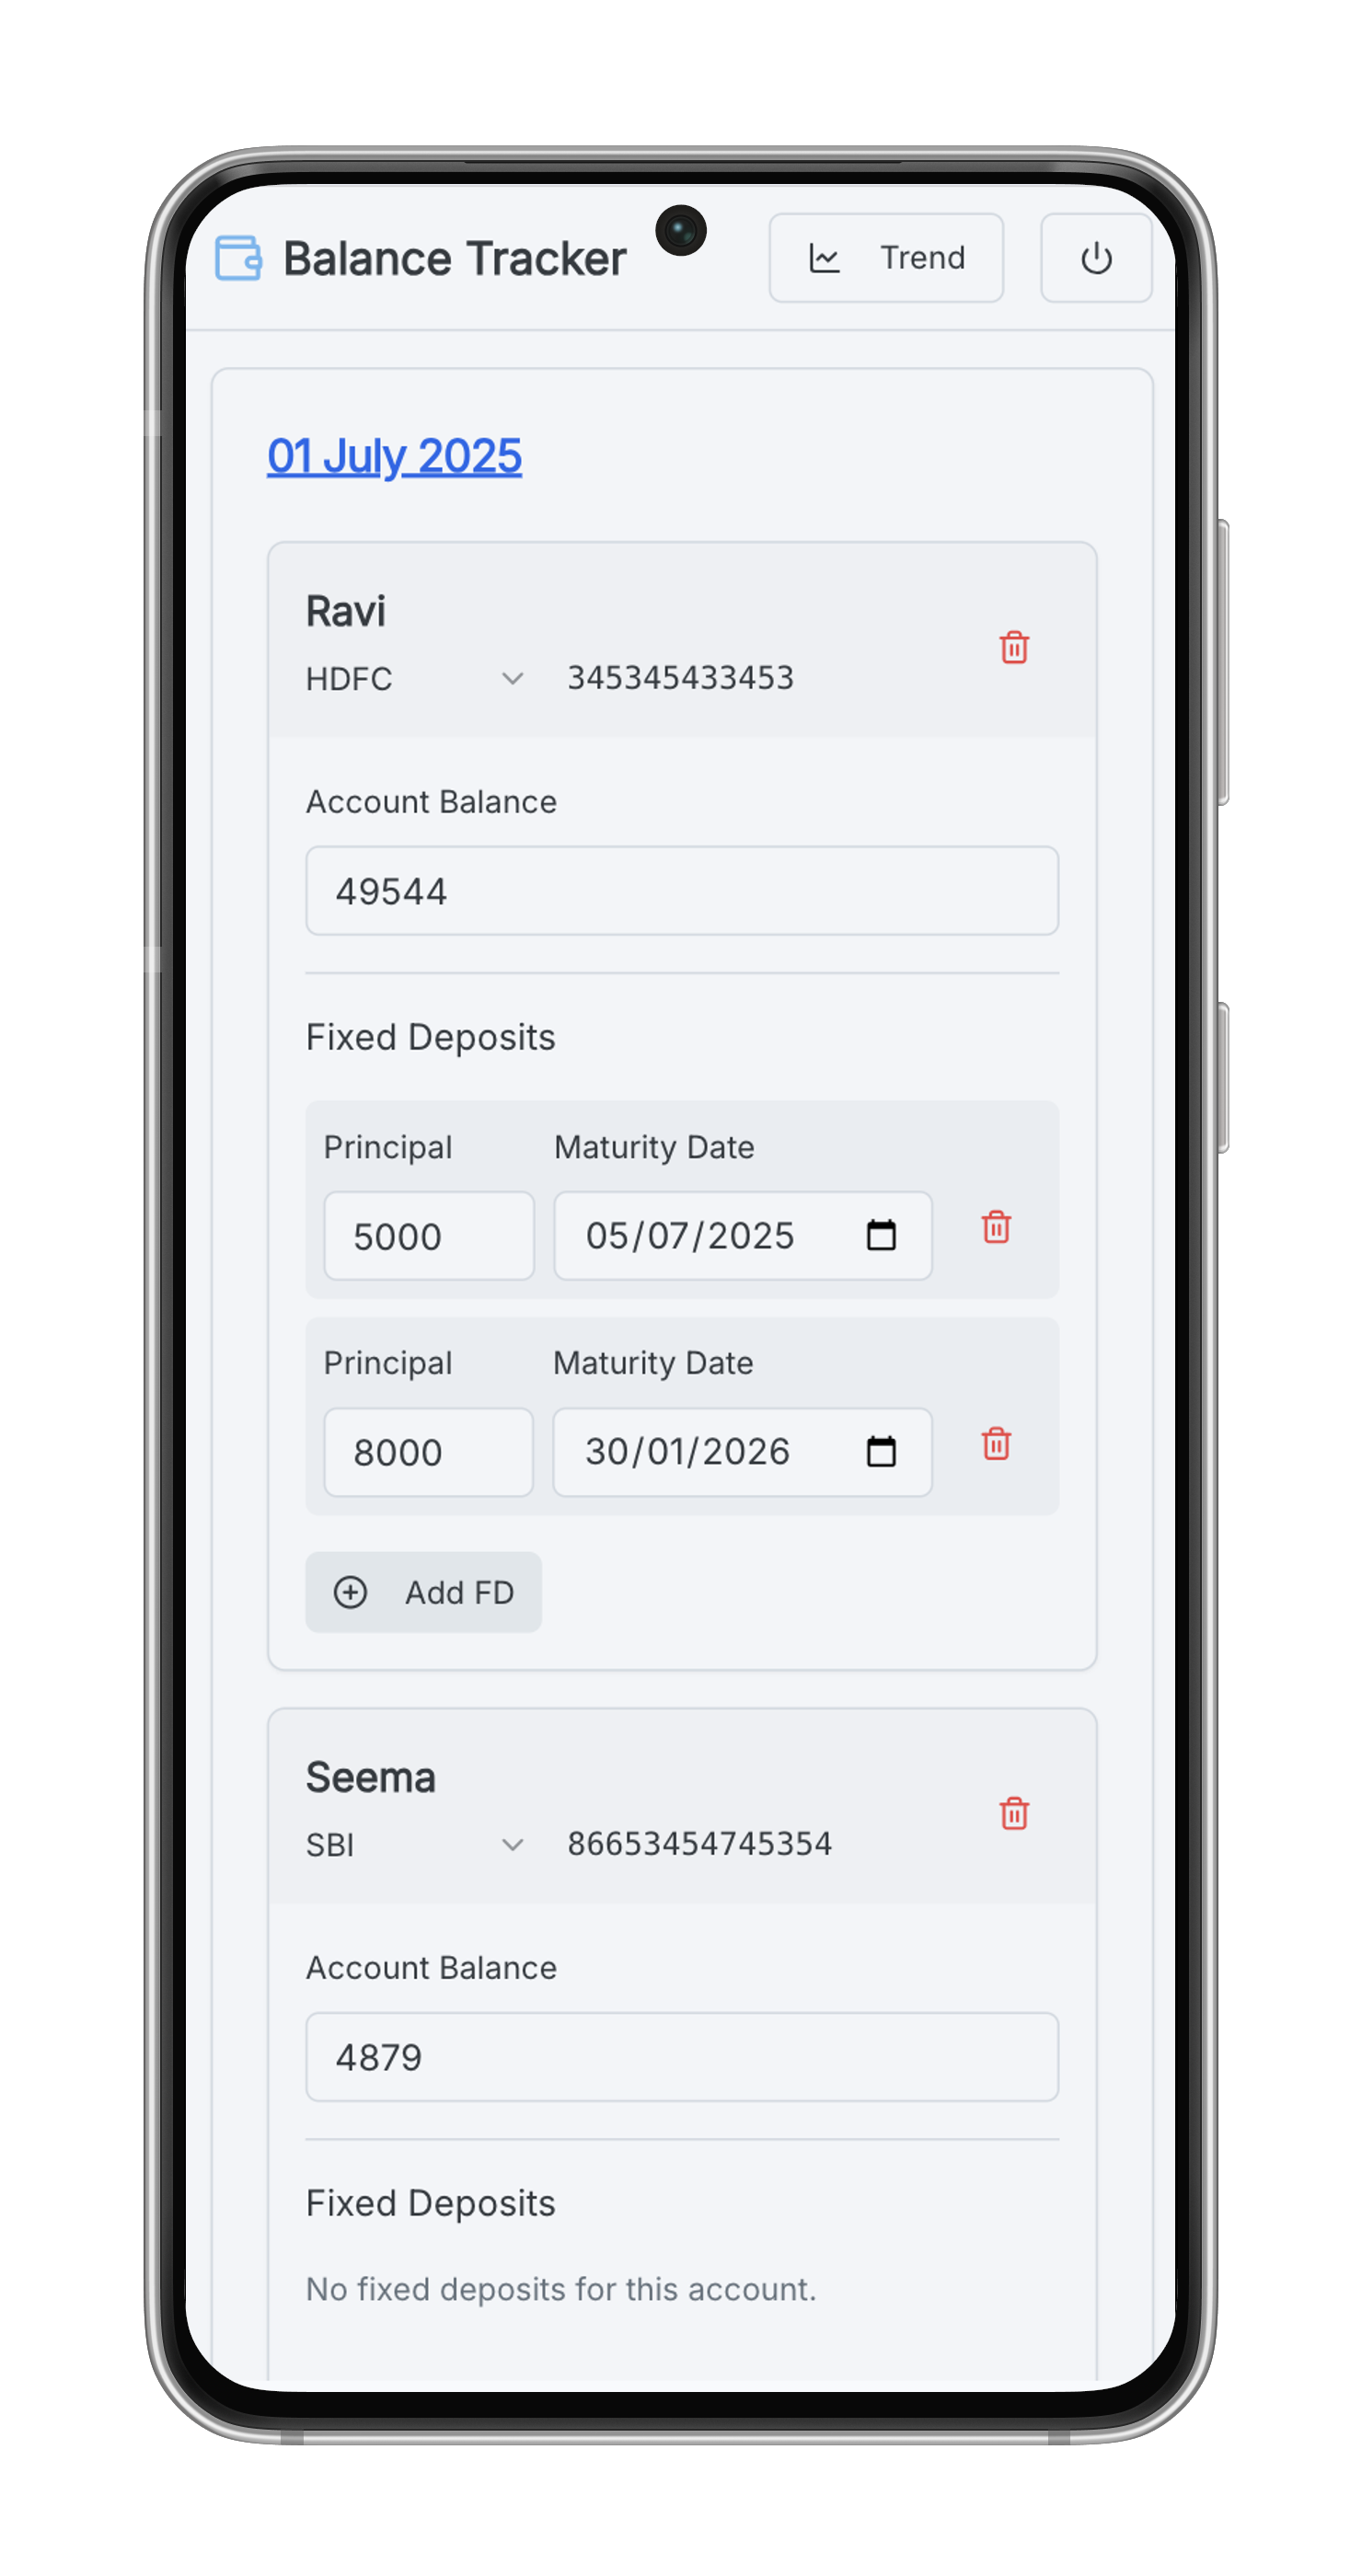 Balance Tracker Trend
01 July 2025
Ravi
HDFC 345345433453
Account Balance
49544
Fixed Deposits
Principal Maturity Date
5000 05/07/2025
Principal Maturity Date
8000 30/01/2026
Add FD
Seema
SBI 86653454745354
Account Balance
4879
Fixed Deposits
No fixed deposits for this account.